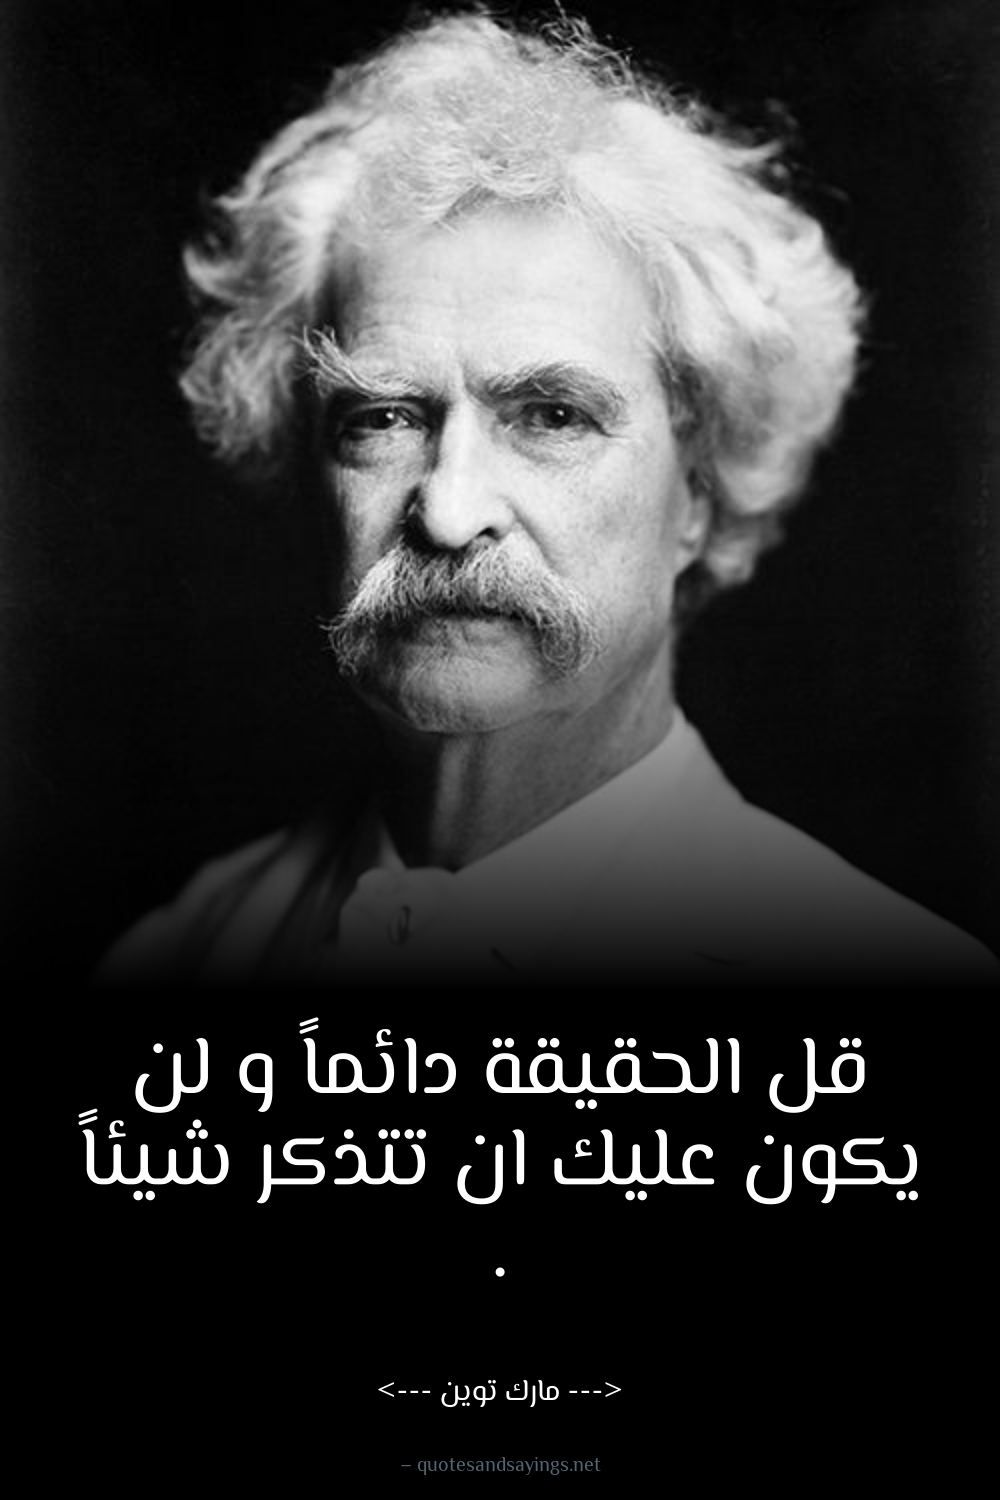 قل الحقيقة دائماً و لن
يكون عليك ان تتذكر شيئاً
.
<--- مارك توين --->
– quotesandsayings.net